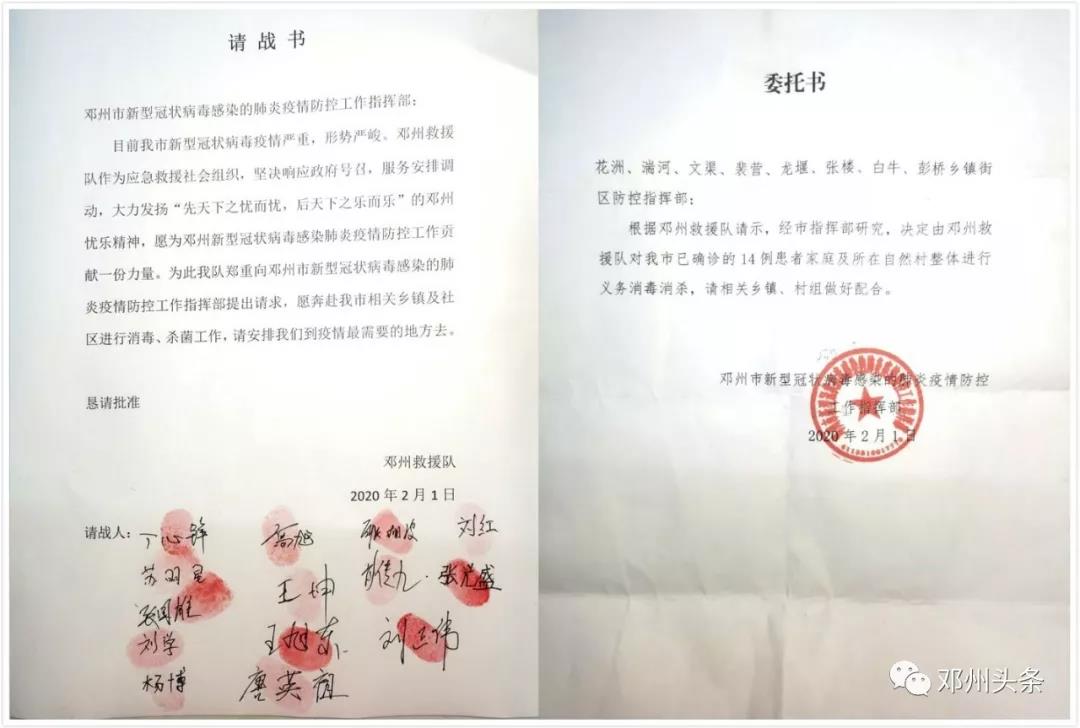 请战书
邓州市新型冠状病毒感染的肺炎疫情防控工作指挥部:
目前我市新型冠状病毒疫情严重,形势严峻。邓州救援
队作为应急救援社会组织,坚决响应政府号召,服务安排调
动,大力发扬“先天下之忧而忧,后天下之乐而乐”的邓州
忧乐精神,愿为邓州新型冠状病毒感染肺炎疫情防控工作贡
献一份力量。为此我队郑重向邓州市新型冠状病毒感染的肺
炎疫情防控工作指挥部提出请求,愿奔赴我市相关乡镇及社
区进行消毒、杀菌工作,请安排我们到疫情最需要的地方去。
恳请批准
邓州救援队
2020年2月1日
请战人:丁心锋 高旭 刘红
苏羽星 王坤 张光盛
张国雄 王旭东 刘卫伟
刘学
杨博 唐英
委托书
花洲、湍河、文渠、裴营、龙堰、张楼、白牛、彭桥乡镇街
区防控指挥部:
根据邓州救援队请示,经市指挥部研究,决定由邓州救
援队对我市已确诊的14例患者家庭及所在自然村整体进行
义务消毒消杀,请相关乡镇、村组做好配合。
邓州市新型冠状病毒感染的肺炎疫情防控
工作指挥部
2020年2月1日
邓州头条